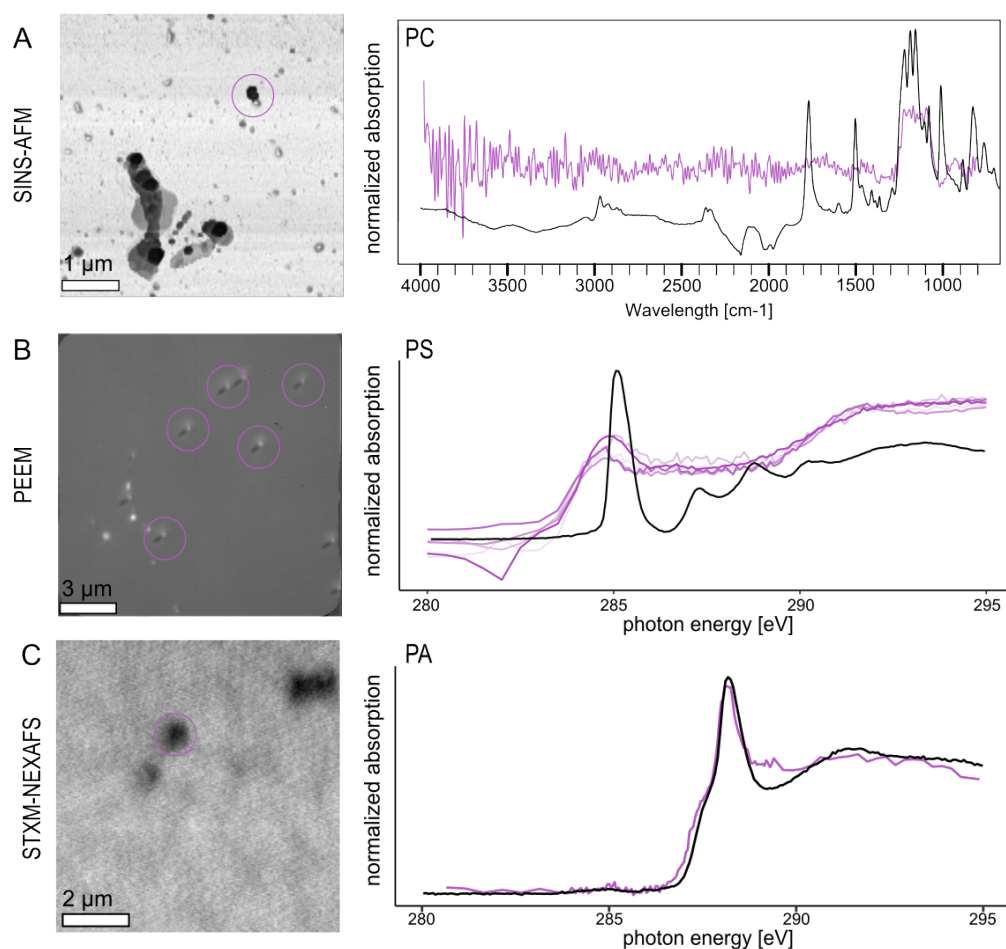 A
SINS-AFM
1 µm
PC
normalized absorption
4000 3500 3000 2500 2000 1500 1000
Wavelength [cm-1]
B
PEEM
3 µm
PS
normalized absorption
280 285 290 295
photon energy [eV]
C
STXM-NEXAFS
2 µm
PA
normalized absorption
280 285 290 295
photon energy [eV]